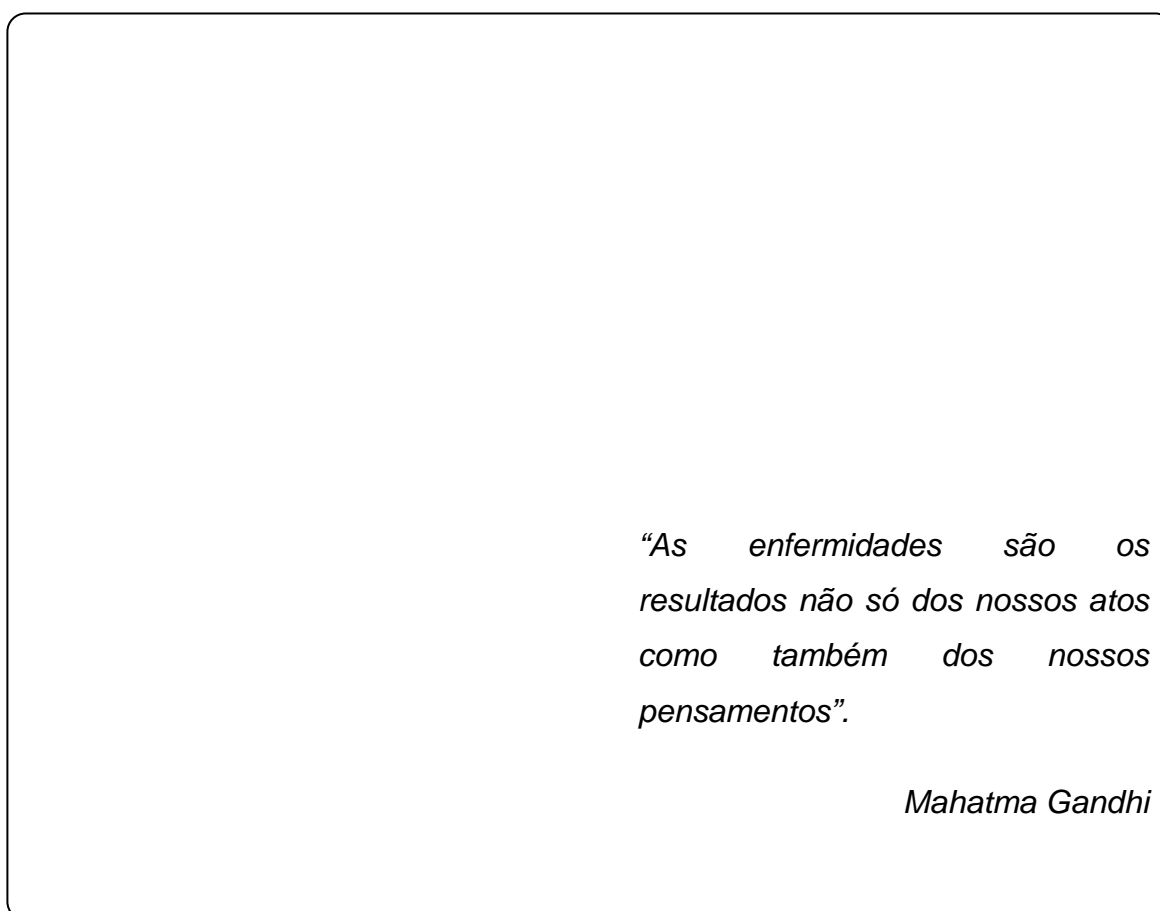 “As enfermidades são os
resultados não só dos nossos atos
como também dos nossos
pensamentos”.
Mahatma Gandhi